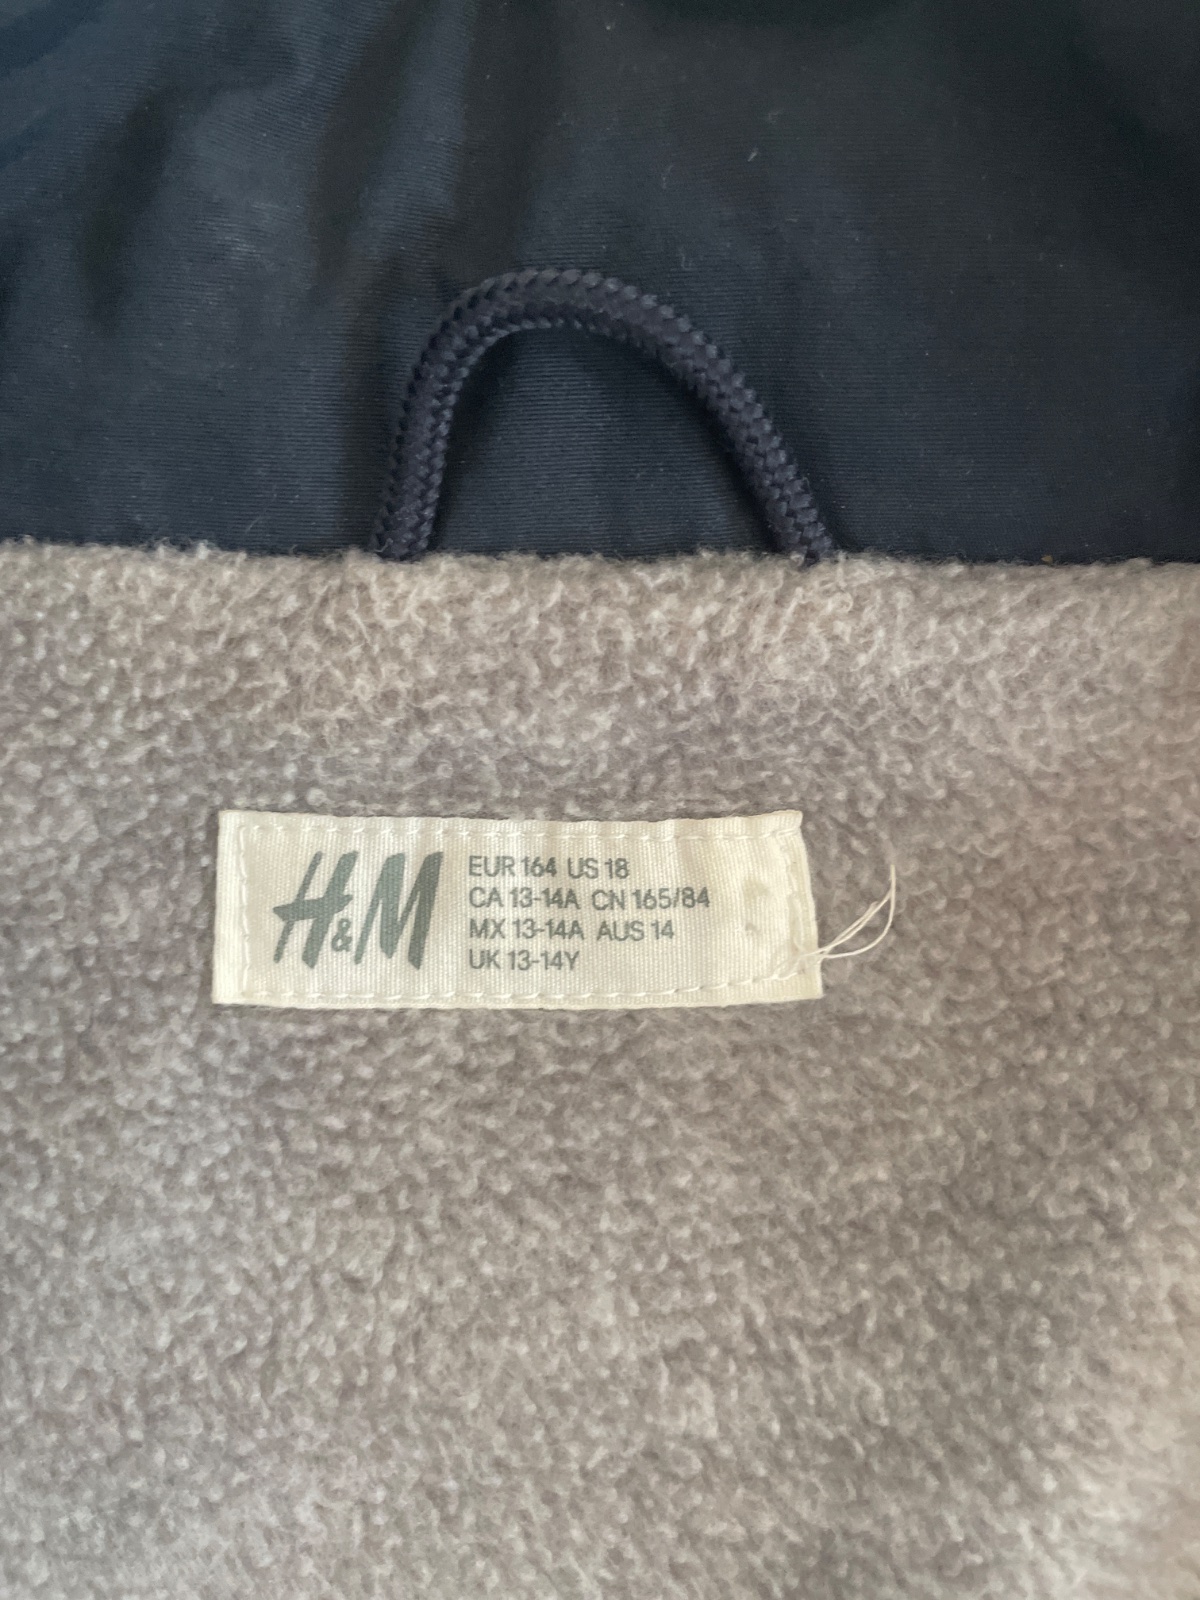 H&M
EUR 164 US 18
CA 13-14A CN 165/84
MX 13-14A AUS 14
UK 13-14Y